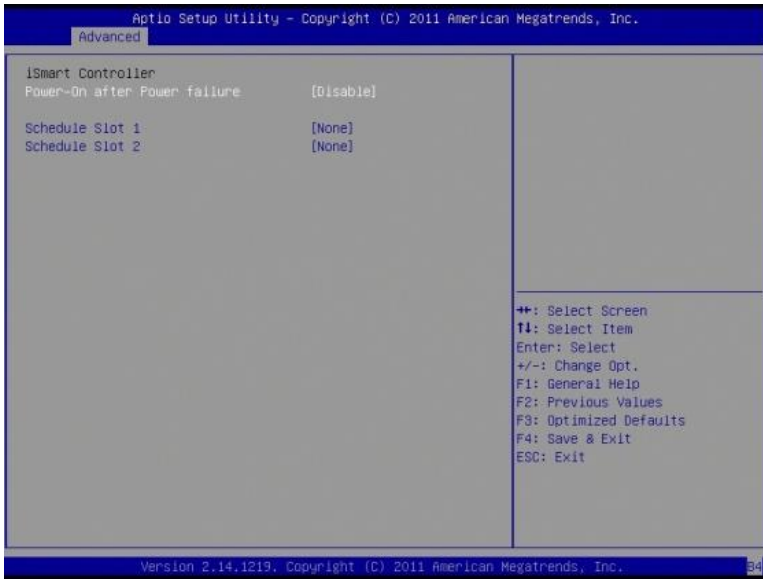 Aptio Setup Utility – Copyright (C) 2011 American Megatrends, Inc.
Advanced
iSmart Controller
Power-On after Power failure [Disable]
Schedule Slot 1 [None]
Schedule Slot 2 [None]
→←: Select Screen
↑↓: Select Item
Enter: Select
+/-: Change Opt.
F1: General Help
F2: Previous Values
F3: Optimized Defaults
F4: Save & Exit
ESC: Exit
Version 2.14.1219. Copyright (C) 2011 American Megatrends, Inc.
B4